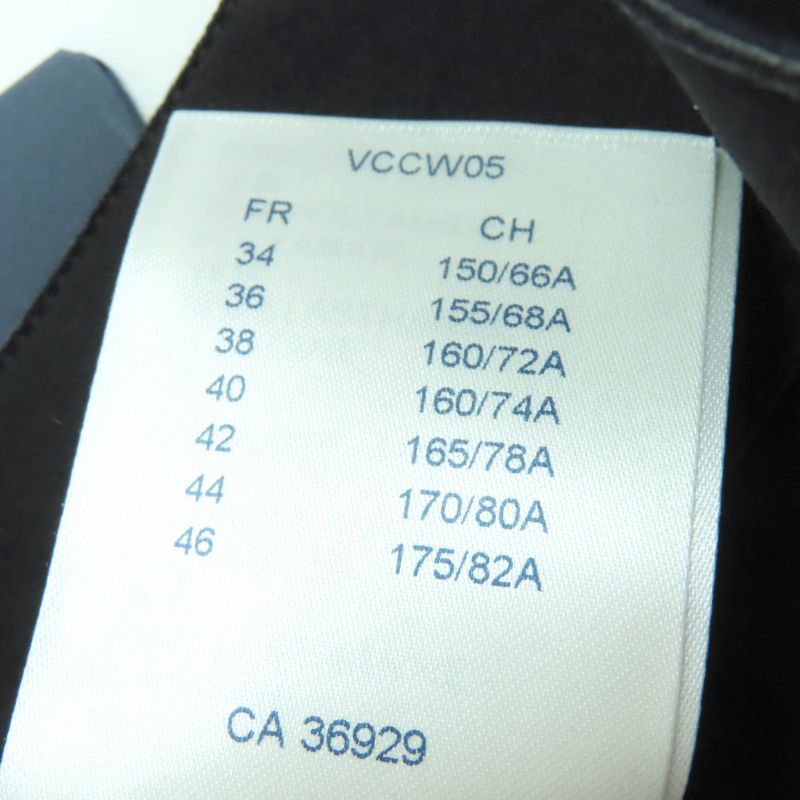 VCCW05
FR CH
34 150/66A
36 155/68A
38 160/72A
40 160/74A
42 165/78A
44 170/80A
46 175/82A
CA 36929